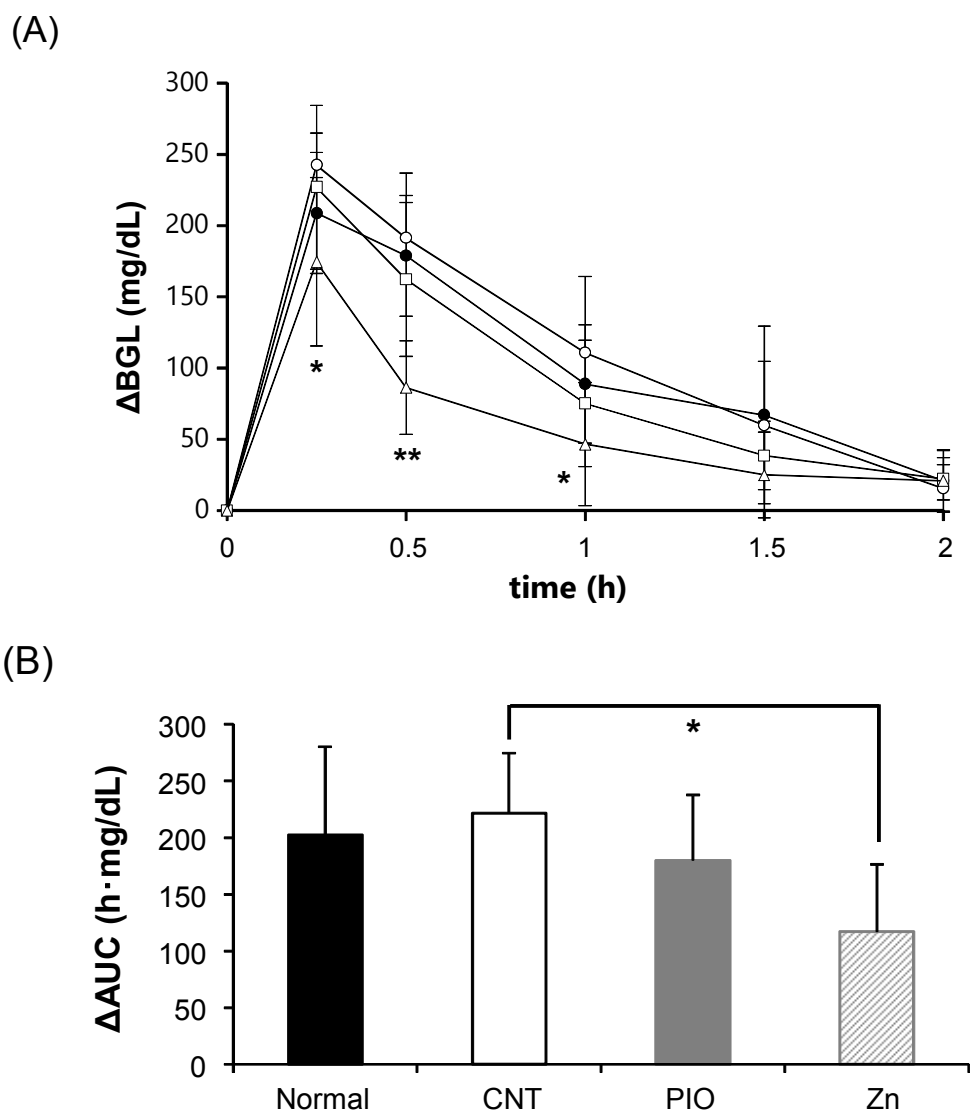 (A)
300
250
200
150
100
50
0
ΔBGL (mg/dL)
*
**
*
0 0.5 1 1.5 2
time (h)
(B)
300
250
200
150
100
50
0
ΔAUC (h·mg/dL)
*
Normal CNT PIO Zn